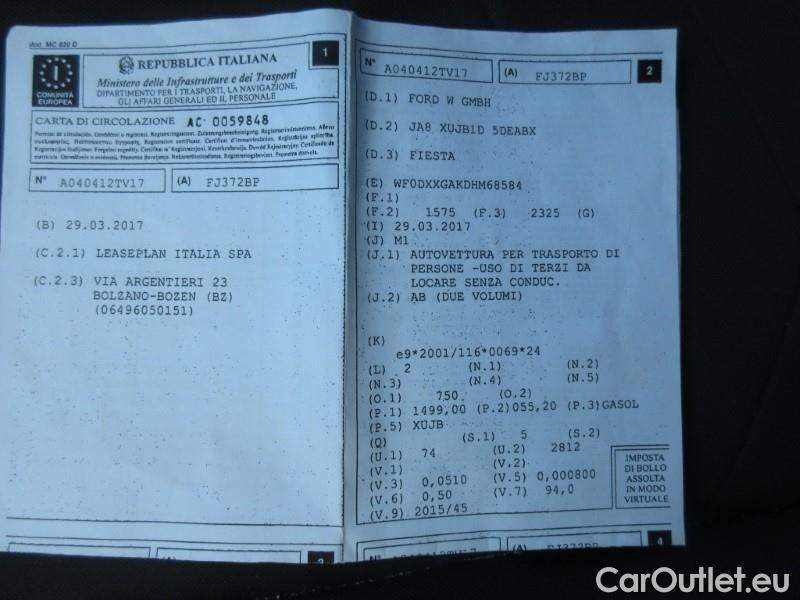 Mod. MC 820 D
I
COMUNITÀ
EUROPEA
REPUBBLICA ITALIANA
Ministero delle Infrastrutture e dei Trasporti
DIPARTIMENTO PER I TRASPORTI, LA NAVIGAZIONE,
GLI AFFARI GENERALI ED IL PERSONALE
1
CARTA DI CIRCOLAZIONE AC 0059848
N° A040412TV17 (A) FJ372BP
(B) 29.03.2017
(C.2.1) LEASEPLAN ITALIA SPA
(C.2.3) VIA ARGENTIERI 23
BOLZANO-BOZEN (BZ)
(06496050151)
3
N° A040412TV17 (A) FJ372BP 2
(D.1) FORD W GMBH
(D.2) JA8 XUJB1D 5DEABX
(D.3) FIESTA
(E) WF0DXXGAKDHM68584
(F.1)
(F.2) 1575 (F.3) 2325 (G)
(I) 29.03.2017
(J) M1
(J.1) AUTOVETTURA PER TRASPORTO DI
PERSONE -USO DI TERZI DA
LOCARE SENZA CONDUC.
(J.2) AB (DUE VOLUMI)
(K)
e9*2001/116*0069*24
(L) 2 (N.1) (N.2)
(N.3) (N.4) (N.5)
(O.1) 750 (O.2)
(P.1) 1499,00 (P.2)055,20 (P.3)GASOL
(P.5) XUJB
(Q) (S.1) 5 (S.2)
(U.1) 74 (U.2) 2812
(V.1) (V.2)
(V.3) 0,0510 (V.5) 0,000800
(V.6) 0,50 (V.7) 94,0
(V.9) 2015/45
IMPOSTA
DI BOLLO
ASSOLTA
IN MODO
VIRTUALE
N° A040412TV17 (A) FJ372BP 4
CarOutlet.eu